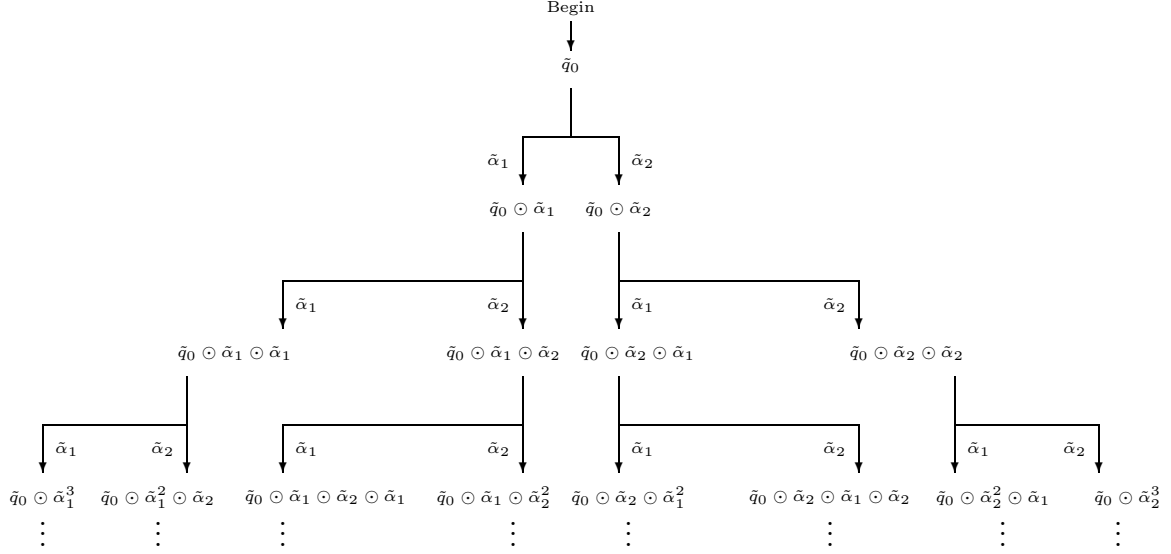 Begin
q̃₀
α̃₁ α̃₂
q̃₀ ⊙ α̃₁ q̃₀ ⊙ α̃₂
α̃₁ α̃₂ α̃₁ α̃₂
q̃₀ ⊙ α̃₁ ⊙ α̃₁ q̃₀ ⊙ α̃₁ ⊙ α̃₂ q̃₀ ⊙ α̃₂ ⊙ α̃₁ q̃₀ ⊙ α̃₂ ⊙ α̃₂
α̃₁ α̃₂ α̃₁ α̃₂ α̃₁ α̃₂ α̃₁ α̃₂
q̃₀ ⊙ α̃₁³ q̃₀ ⊙ α̃₁² ⊙ α̃₂ q̃₀ ⊙ α̃₁ ⊙ α̃₂ ⊙ α̃₁ q̃₀ ⊙ α̃₁ ⊙ α̃₂² q̃₀ ⊙ α̃₂ ⊙ α̃₁² q̃₀ ⊙ α̃₂ ⊙ α̃₁ ⊙ α̃₂ q̃₀ ⊙ α̃₂² ⊙ α̃₁ q̃₀ ⊙ α̃₂³
⋮ ⋮ ⋮ ⋮ ⋮ ⋮ ⋮ ⋮